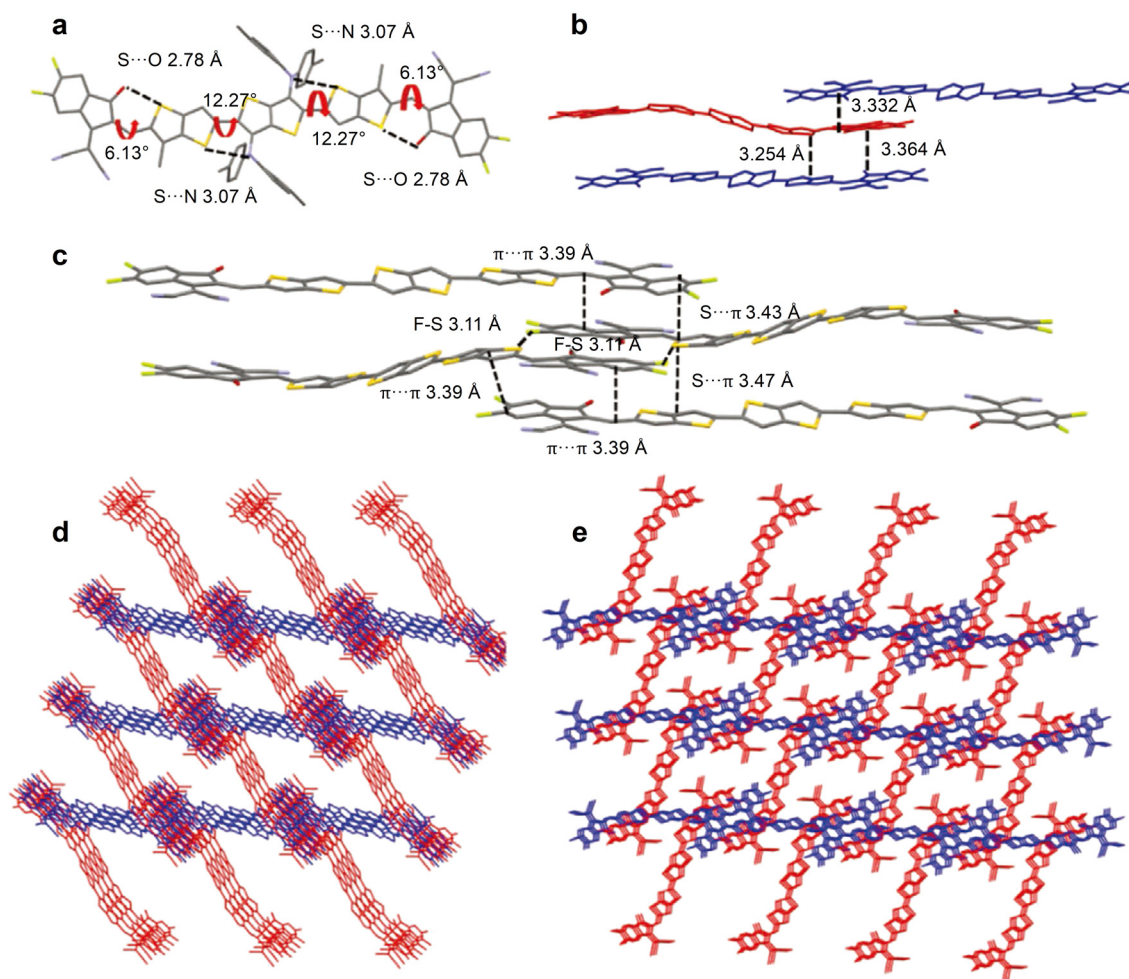 a
S···N 3.07 Å
S···O 2.78 Å
6.13°
12.27°
6.13°
12.27°
S···N 3.07 Å
S···O 2.78 Å
b
3.332 Å
3.254 Å
3.364 Å
c
π···π 3.39 Å
S···π 3.43 Å
F-S 3.11 Å
F-S 3.11 Å
π···π 3.39 Å
S···π 3.47 Å
π···π 3.39 Å
d
e